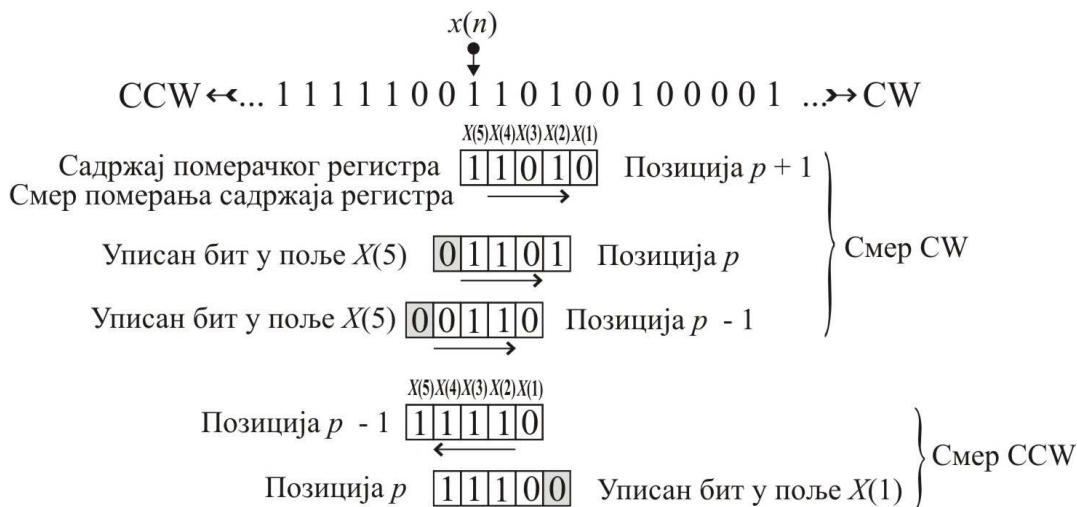 x(n)
CCW ... 1 1 1 1 1 0 0 1 1 0 1 0 0 1 0 0 0 0 1 ... CW
X(5) X(4) X(3) X(2) X(1)
Садржај померачког регистра 1 1 0 1 0 Позиција p + 1
Смер померања садржаја регистра
Смер CW
Уписан бит у поље X(5) 0 1 1 0 1 Позиција p
Уписан бит у поље X(5) 0 0 1 1 0 Позиција p - 1
X(5) X(4) X(3) X(2) X(1)
Позиција p - 1 1 1 1 1 0
Смер CCW
Позиција p 1 1 1 0 0 Уписан бит у поље X(1)